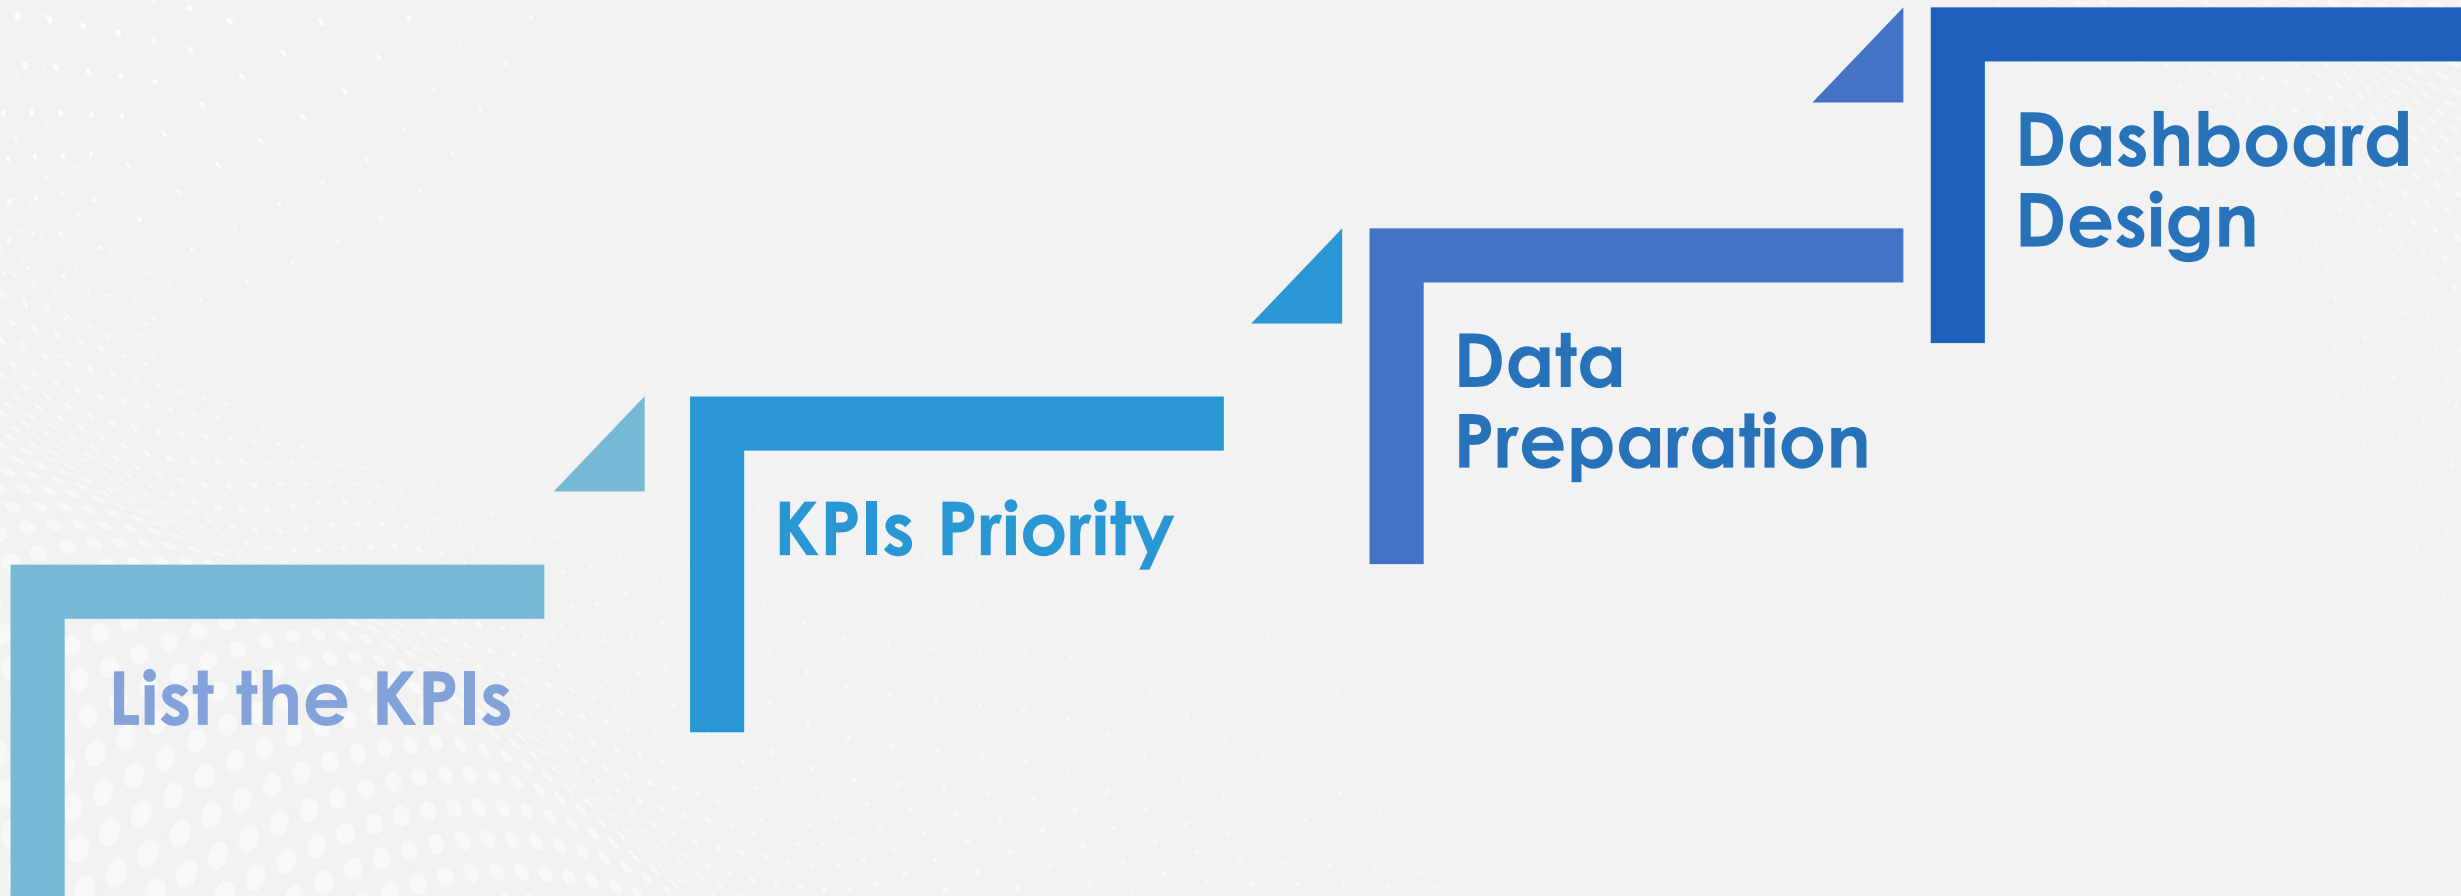 List the KPIs
KPIs Priority
Data
Preparation
Dashboard
Design